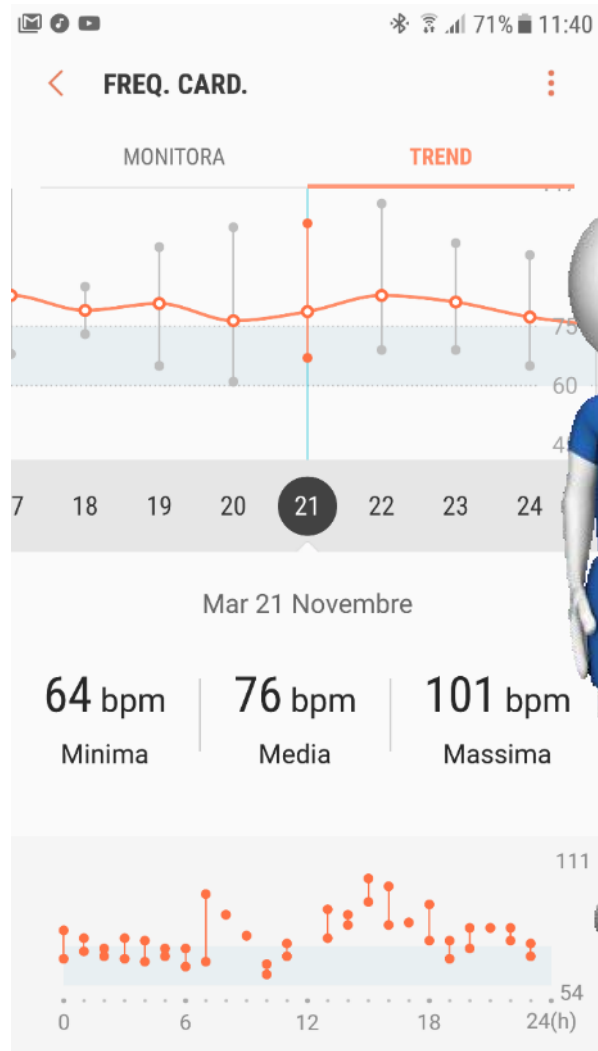 71% 11:40
FREQ. CARD.
MONITORA TREND
75
60
7 18 19 20 21 22 23 24
Mar 21 Novembre
64 bpm 76 bpm 101 bpm
Minima Media Massima
111
54
0 6 12 18 24(h)